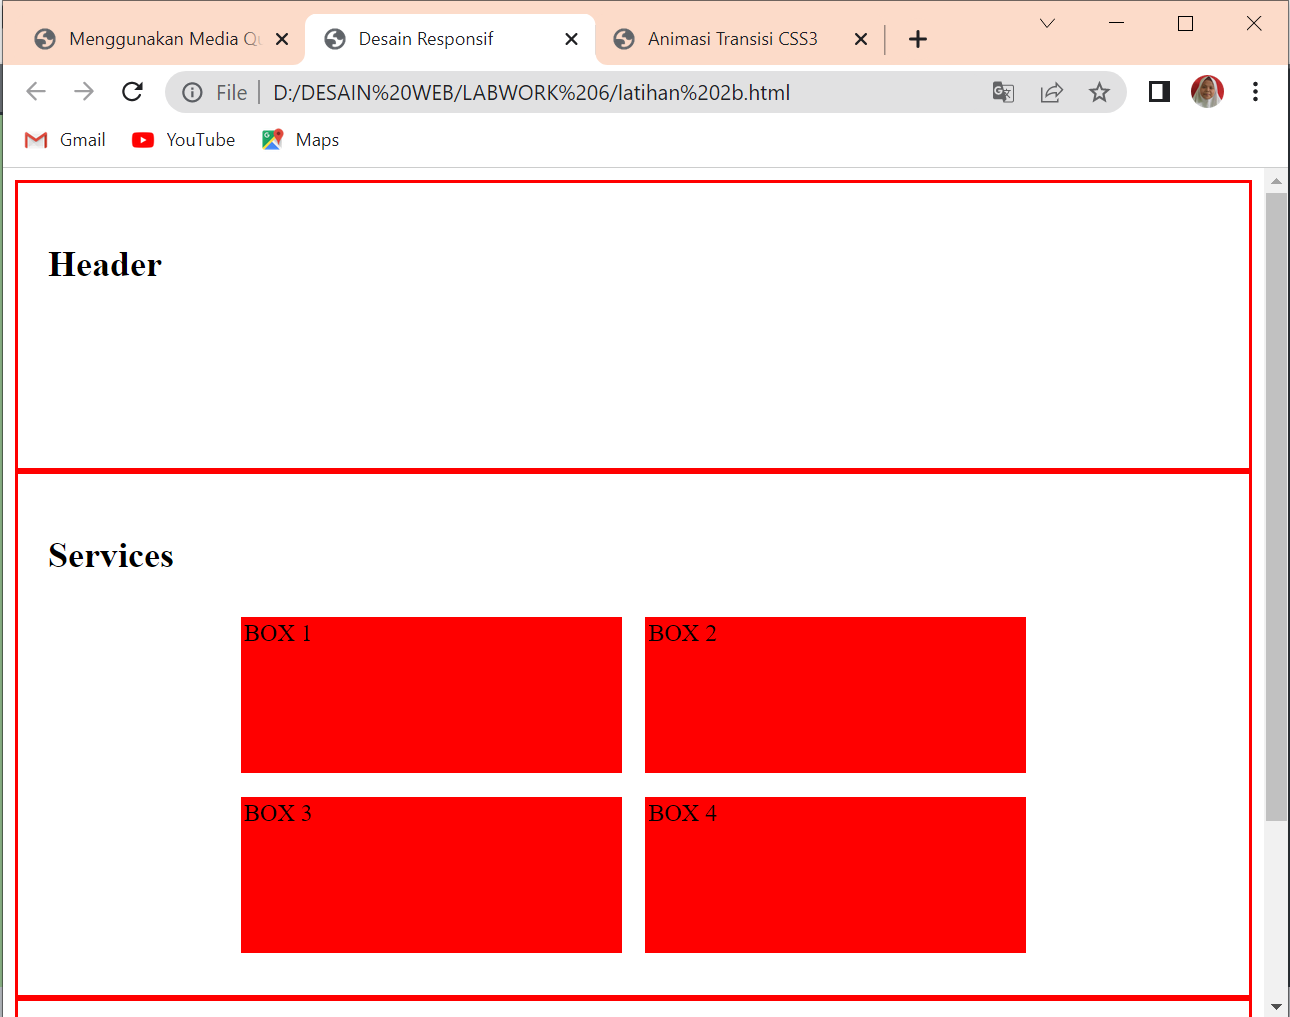 Menggunakan Media Qu
Desain Responsif
Animasi Transisi CSS3
File
D:/DESAIN%20WEB/LABWORK%206/latihan%202b.html
Gmail
YouTube
Maps
Header
Services
BOX 1
BOX 2
BOX 3
BOX 4